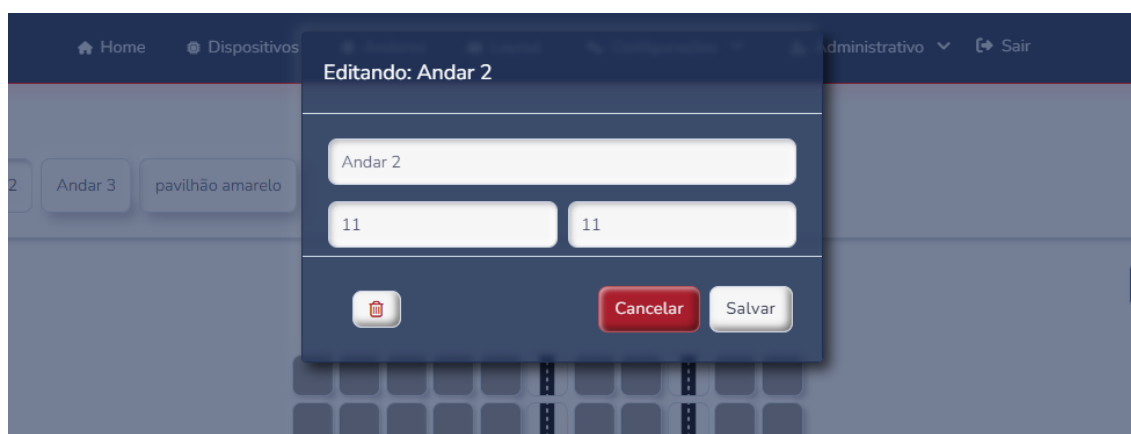 Home Dispositivos Administrativo Sair
Editando: Andar 2
Andar 2
2 Andar 3 pavilhão amarelo
11 11
Cancelar Salvar